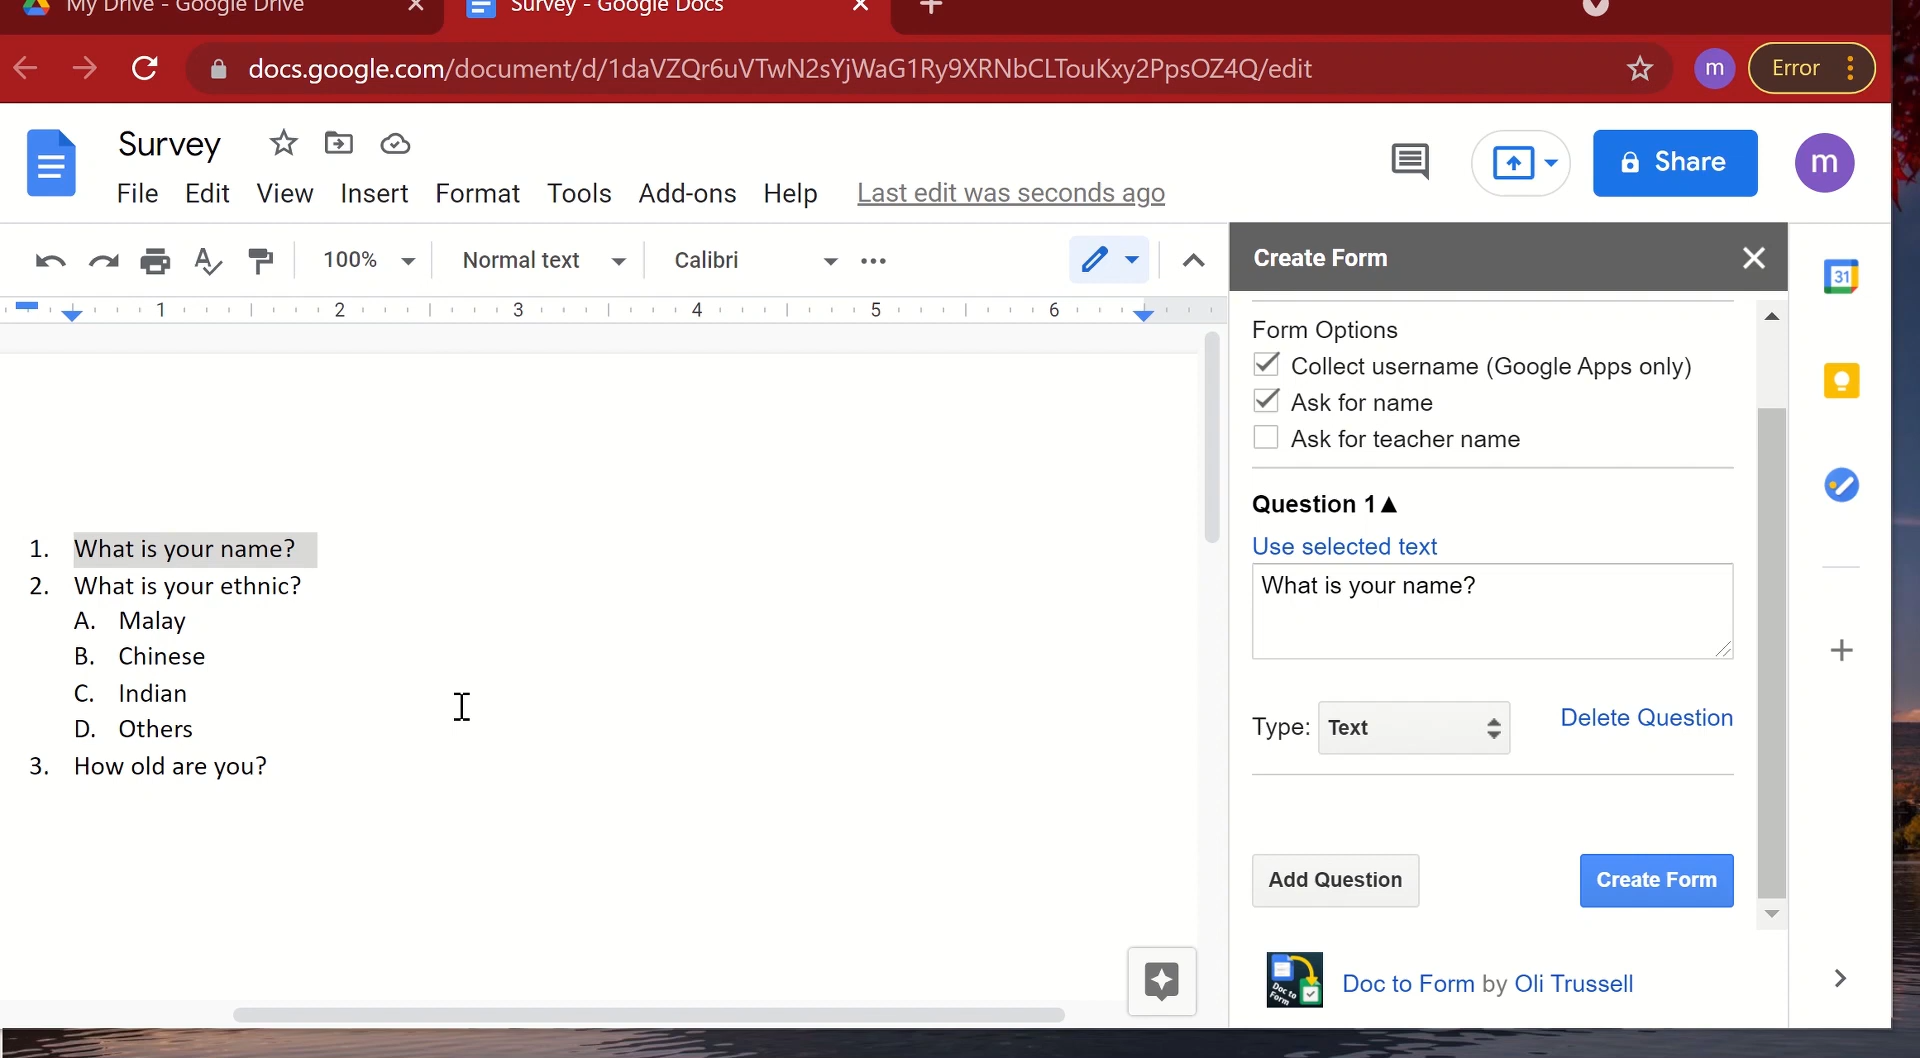 My Drive - Google Drive
Survey - Google Docs
docs.google.com/document/d/1daVZQr6uVTwN2sYjWaG1Ry9XRNbCLTouKxy2PpsOZ4Q/edit
m
Error
Survey
File Edit View Insert Format Tools Add-ons Help Last edit was seconds ago
Share
m
100% Normal text Calibri
1 2 3 4 5 6
Create Form
31
Form Options
Collect username (Google Apps only)
Ask for name
Ask for teacher name
Question 1▲
Use selected text
What is your name?
Type: Text
Delete Question
Add Question
Create Form
Doc to Form
Doc to Form by Oli Trussell
1. What is your name?
2. What is your ethnic?
A. Malay
B. Chinese
C. Indian
D. Others
3. How old are you?